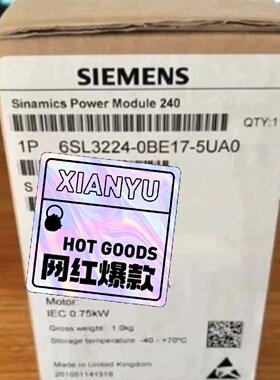 SIEMENS
Sinamics Power Module 240
QTY:1
1P 6SL3224-0BE17-5UA0
S
XIANYU
HOT GOODS
网红爆款
Motor:
IEC 0.75kW
Gross weight: 1.0kg
Storage temperature -40 - +70°C
Made in United Kingdom
201051141318